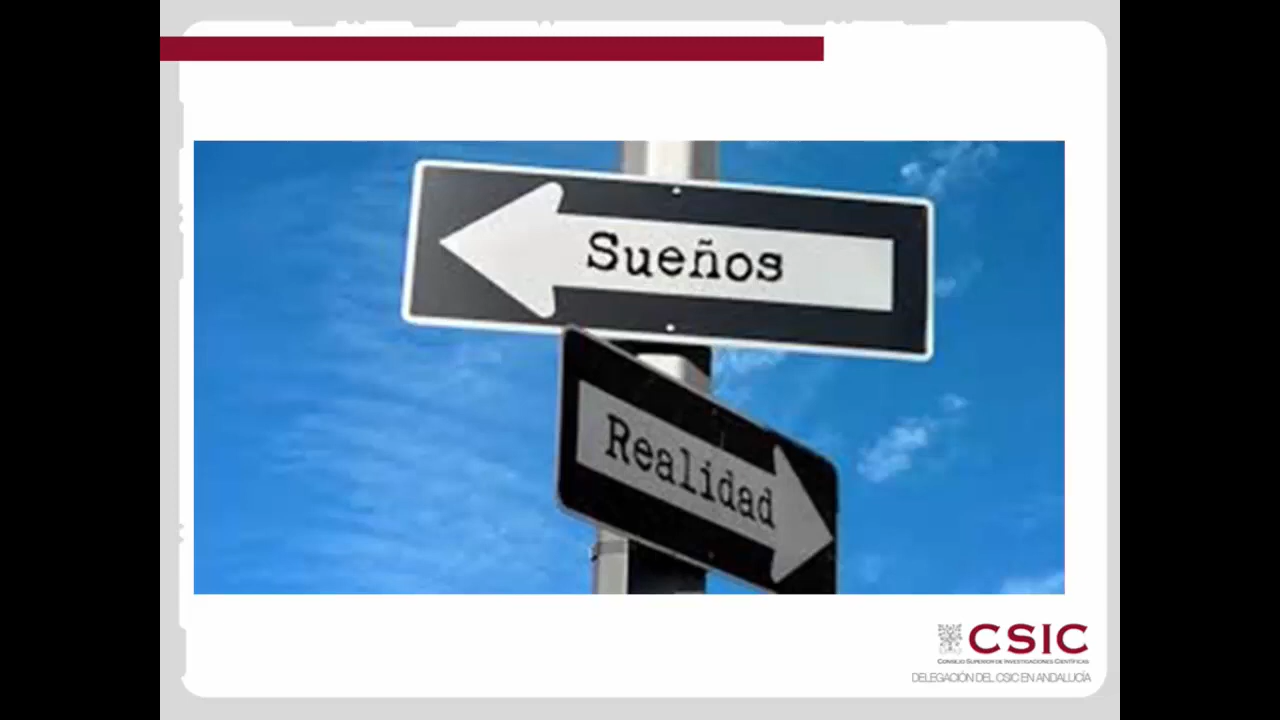 Sueños
Realidad
CSIC
CONSEJO SUPERIOR DE INVESTIGACIONES CIENTÍFICAS
DELEGACIÓN DEL CSIC EN ANDALUCÍA